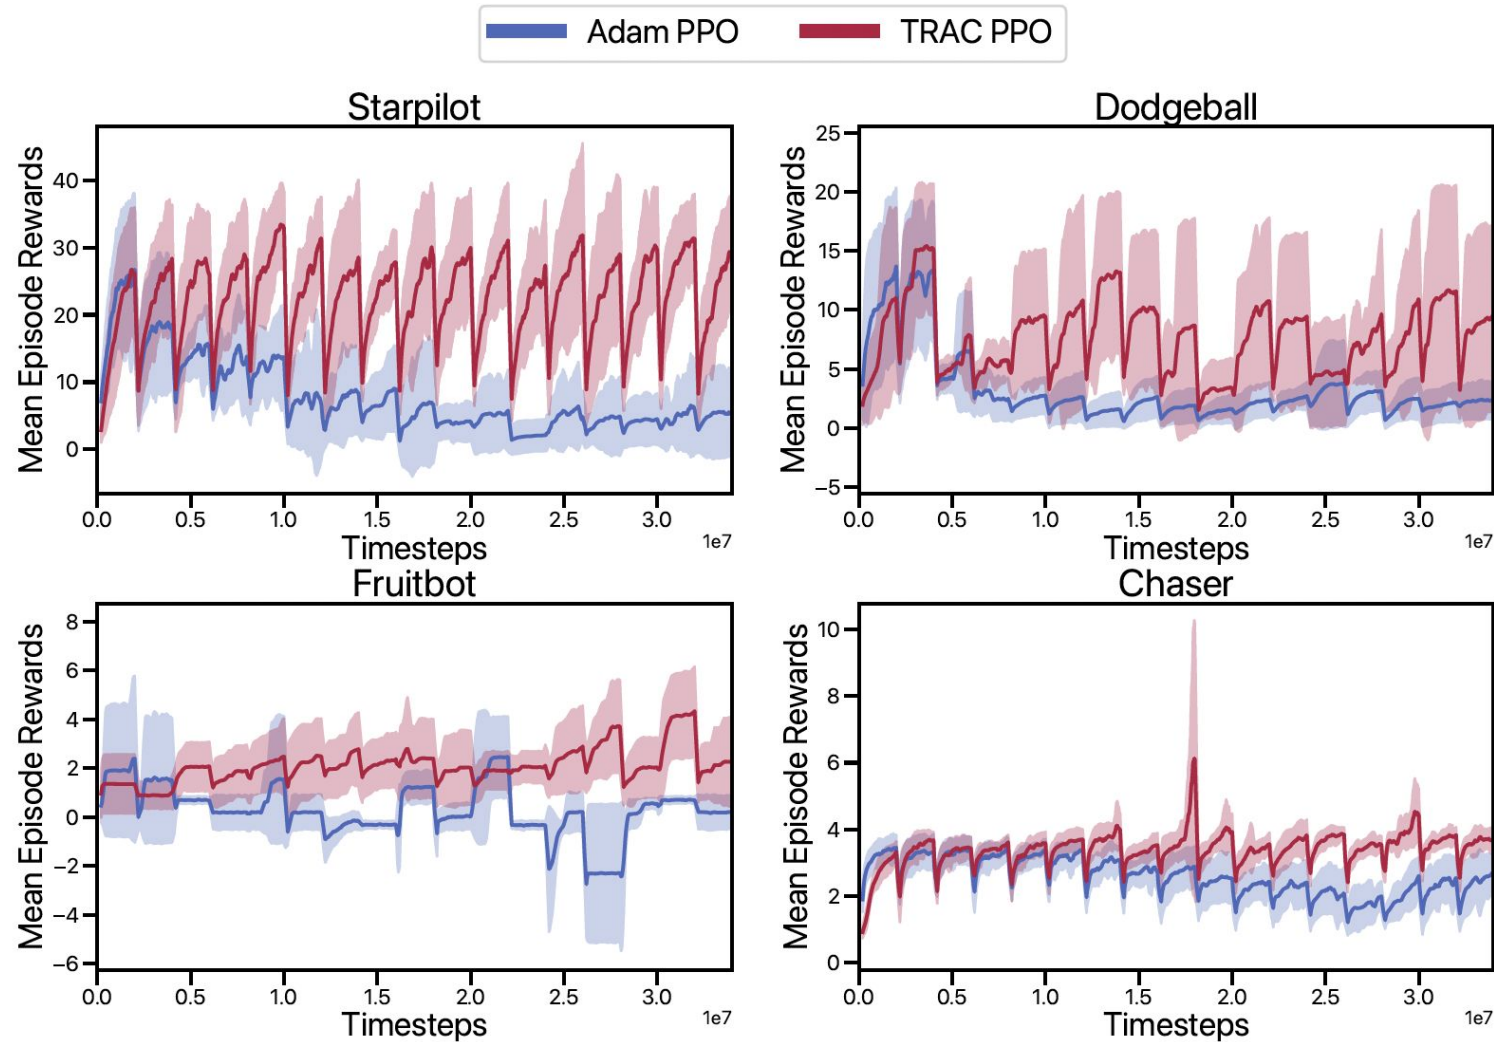 Adam PPO TRAC PPO
Starpilot
Mean Episode Rewards
40
30
20
10
0
0.0 0.5 1.0 1.5 2.0 2.5 3.0
1e7
Timesteps
Dodgeball
Mean Episode Rewards
25
20
15
10
5
0
−5
0.0 0.5 1.0 1.5 2.0 2.5 3.0
1e7
Timesteps
Fruitbot
Mean Episode Rewards
8
6
4
2
0
−2
−4
−6
0.0 0.5 1.0 1.5 2.0 2.5 3.0
1e7
Timesteps
Chaser
Mean Episode Rewards
10
8
6
4
2
0
0.0 0.5 1.0 1.5 2.0 2.5 3.0
1e7
Timesteps